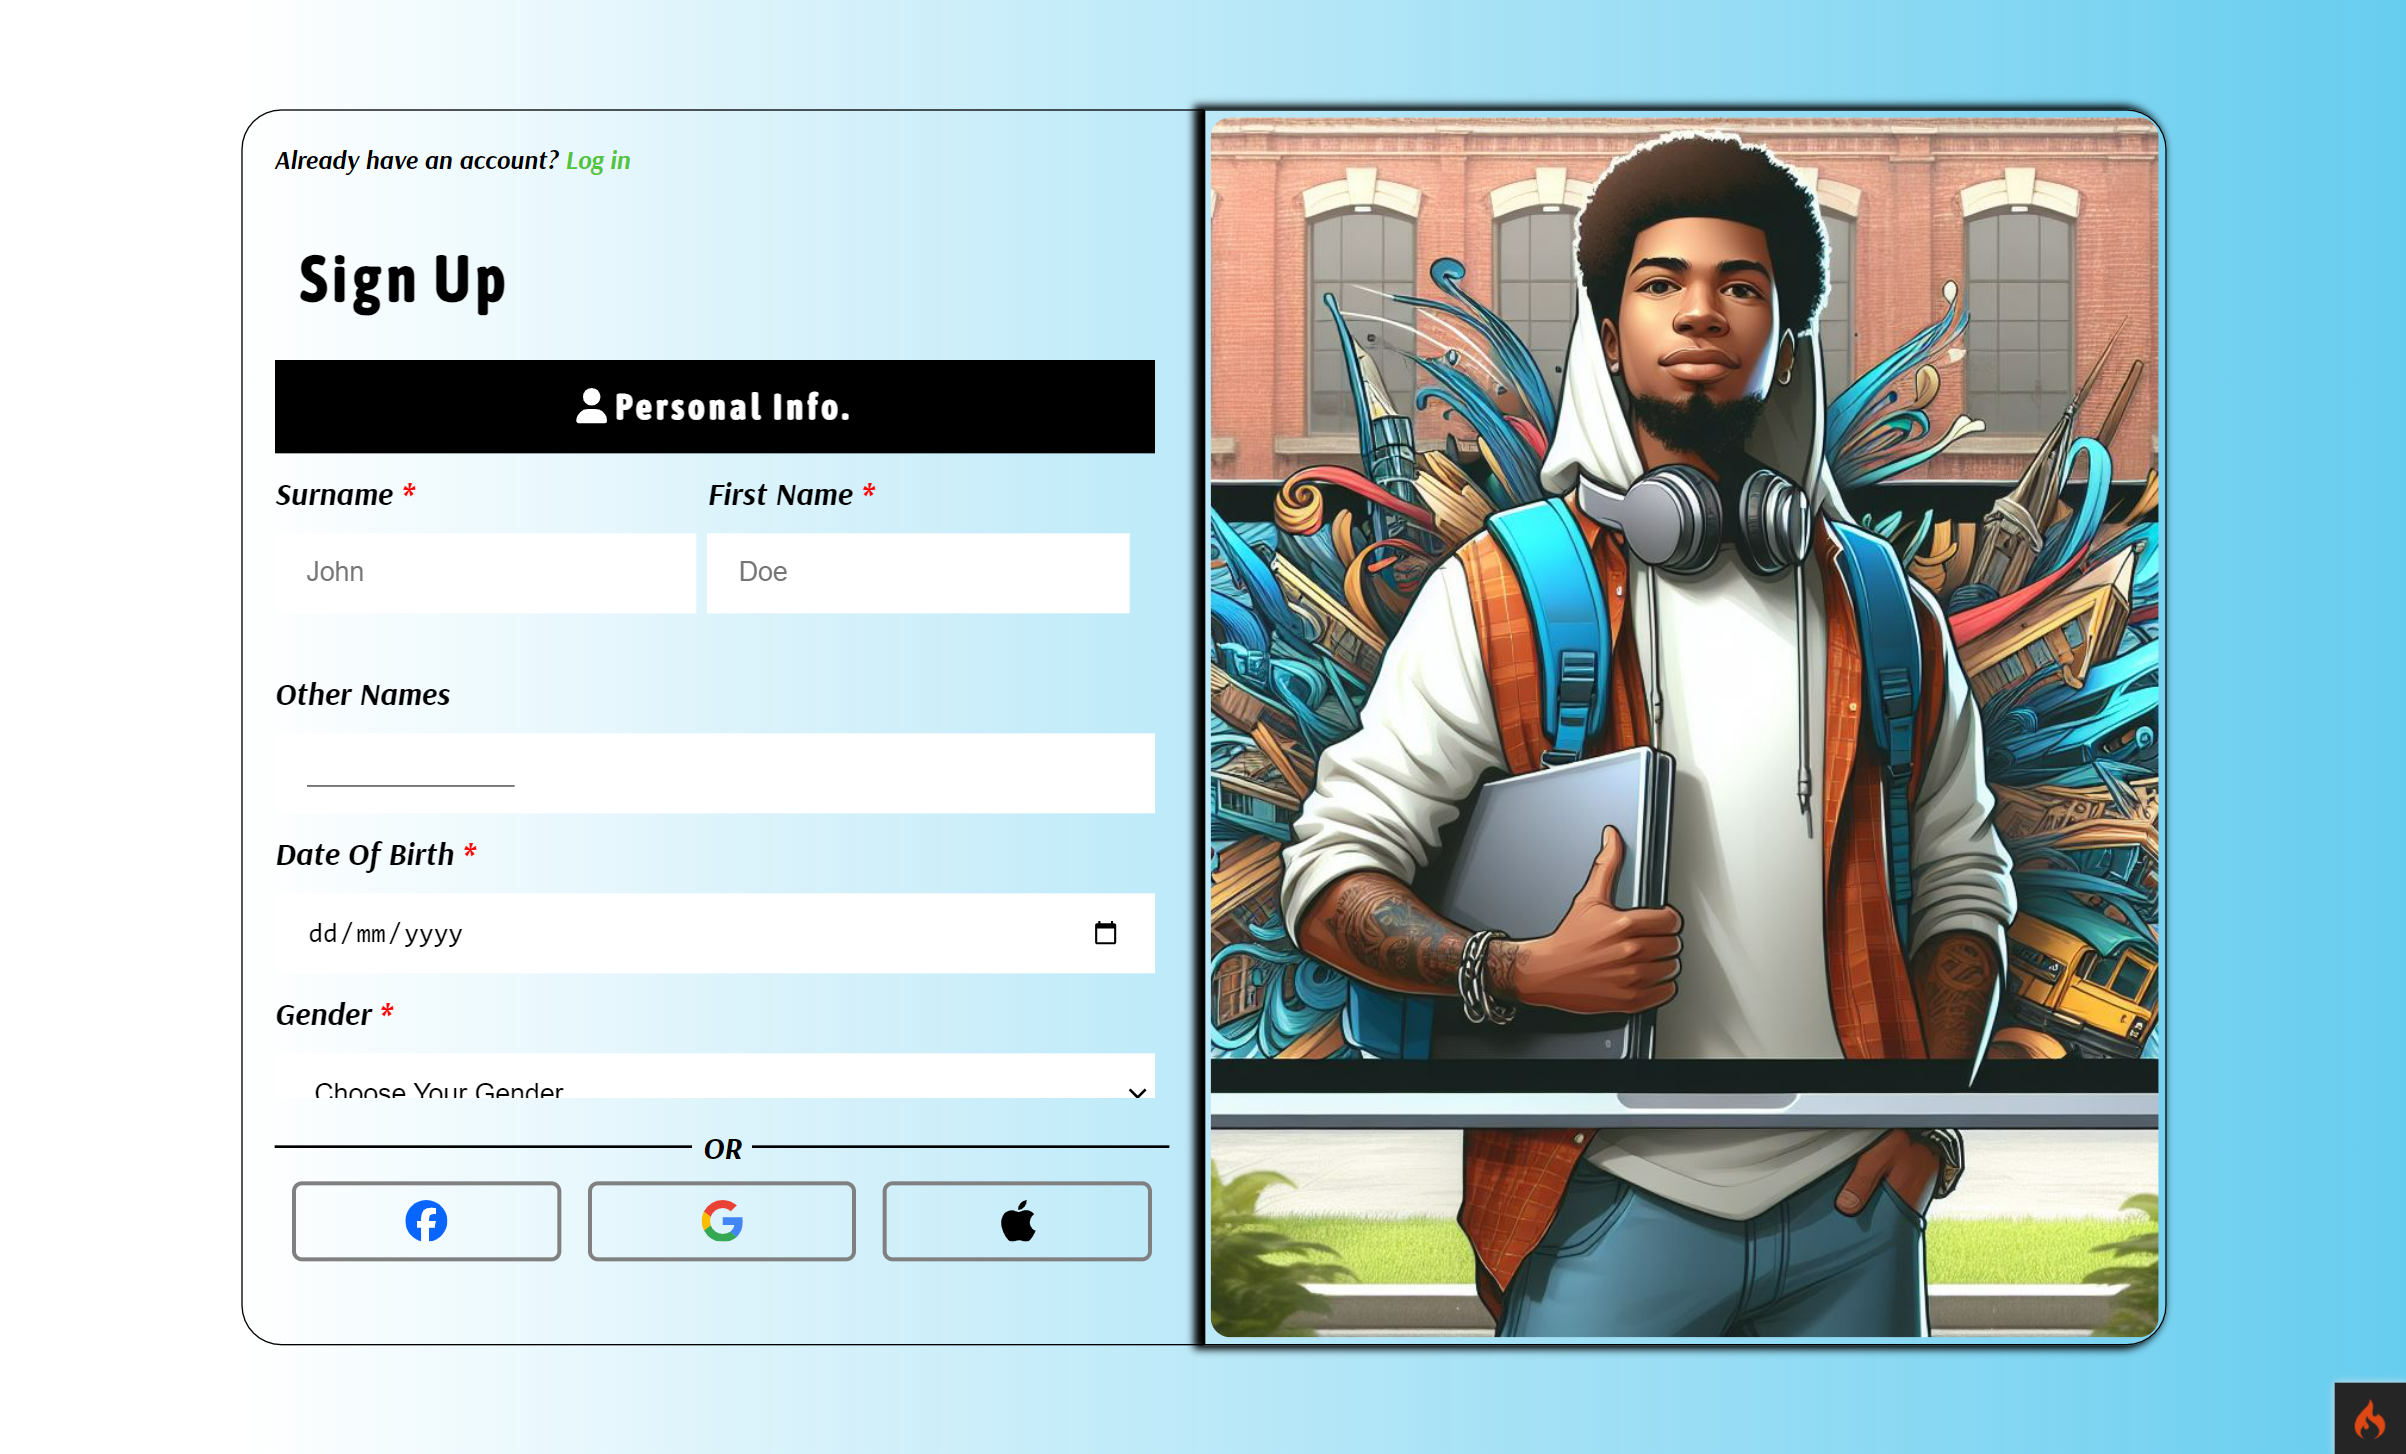 Already have an account? Log in
Sign Up
Personal Info.
Surname * First Name *
John Doe
Other Names
Date Of Birth *
dd/mm/yyyy
Gender *
Choose Your Gender
OR